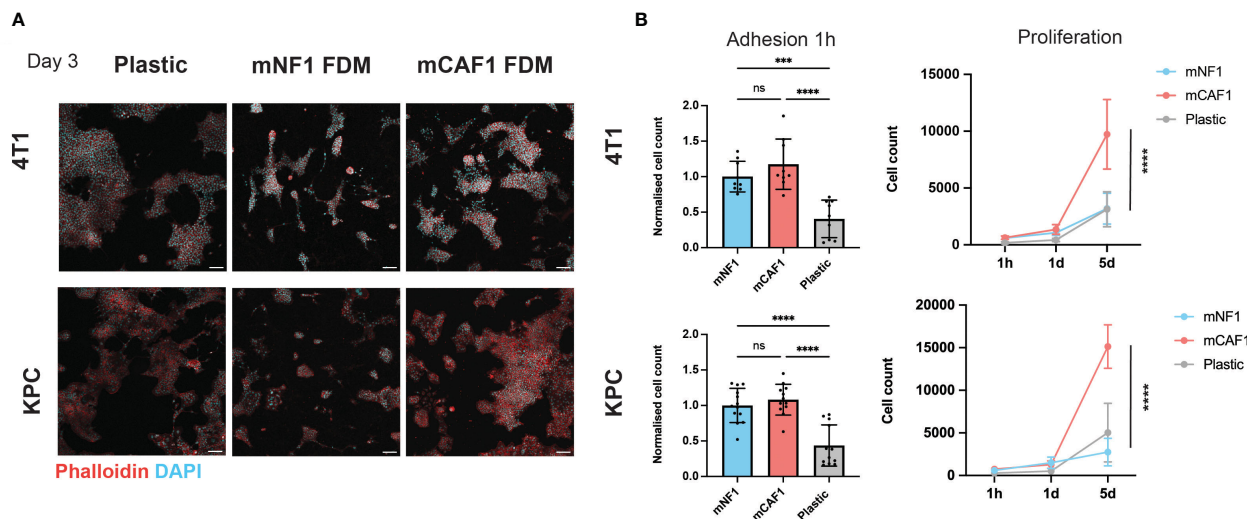 A
Day 3 Plastic mNF1 FDM mCAF1 FDM
4T1
KPC
Phalloidin DAPI
B
Adhesion 1h
Proliferation
4T1
Normalised cell count
2.0
1.5
1.0
0.5
0.0
***
ns ****
mNF1 mCAF1 Plastic
Cell count
15000
10000
5000
0
1h 1d 5d
****
mNF1
mCAF1
Plastic
KPC
Normalised cell count
2.0
1.5
1.0
0.5
0.0
****
ns ****
mNF1 mCAF1 Plastic
Cell count
20000
15000
10000
5000
0
1h 1d 5d
****
mNF1
mCAF1
Plastic